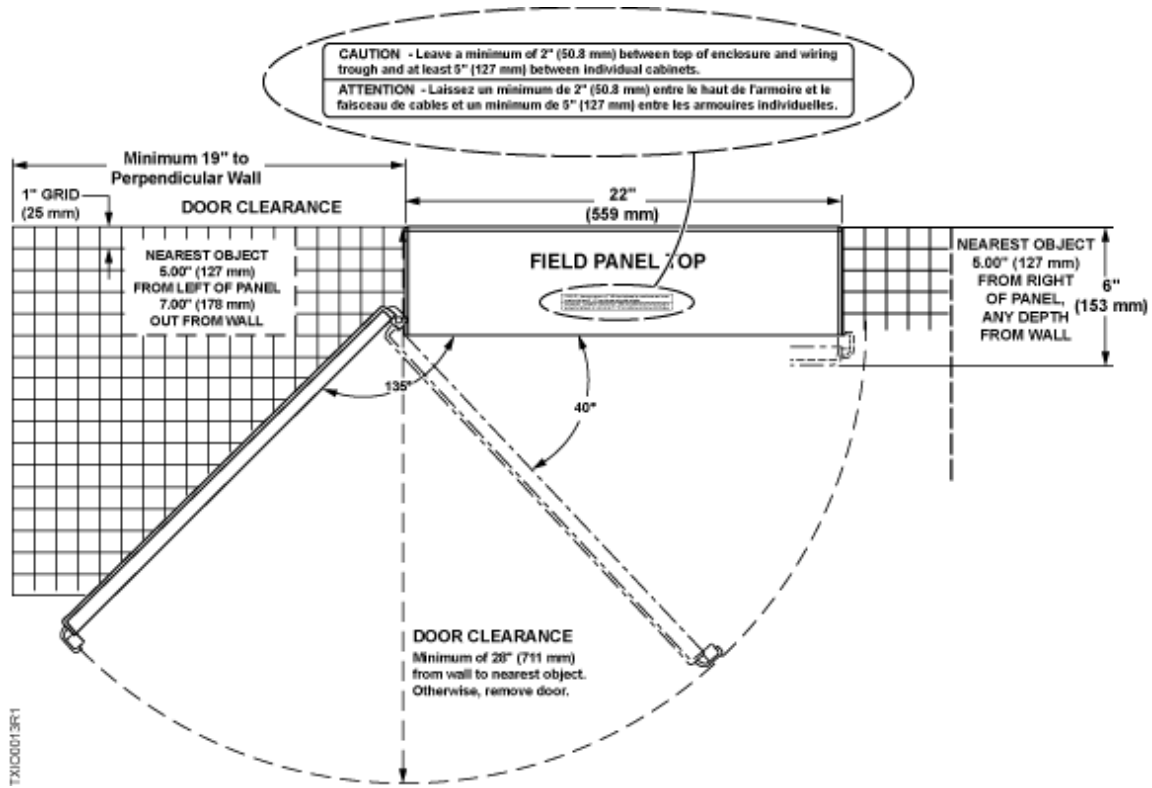 CAUTION - Leave a minimum of 2" (50.8 mm) between top of enclosure and wiring
trough and at least 5" (127 mm) between individual cabinets.
ATTENTION - Laissez un minimum de 2" (50.8 mm) entre le haut de l'armoire et le
faisceau de cables et un minimum de 5" (127 mm) entre les armouires individuelles.
Minimum 19" to
Perpendicular Wall
1" GRID
(25 mm)
DOOR CLEARANCE
22"
(559 mm)
NEAREST OBJECT
5.00" (127 mm)
FROM LEFT OF PANEL
7.00" (178 mm)
OUT FROM WALL
FIELD PANEL TOP
NEAREST OBJECT
5.00" (127 mm)
FROM RIGHT
OF PANEL,
ANY DEPTH
FROM WALL
6"
(153 mm)
135°
40°
DOOR CLEARANCE
Minimum of 28" (711 mm)
from wall to nearest object.
Otherwise, remove door.
TXIO0013R1